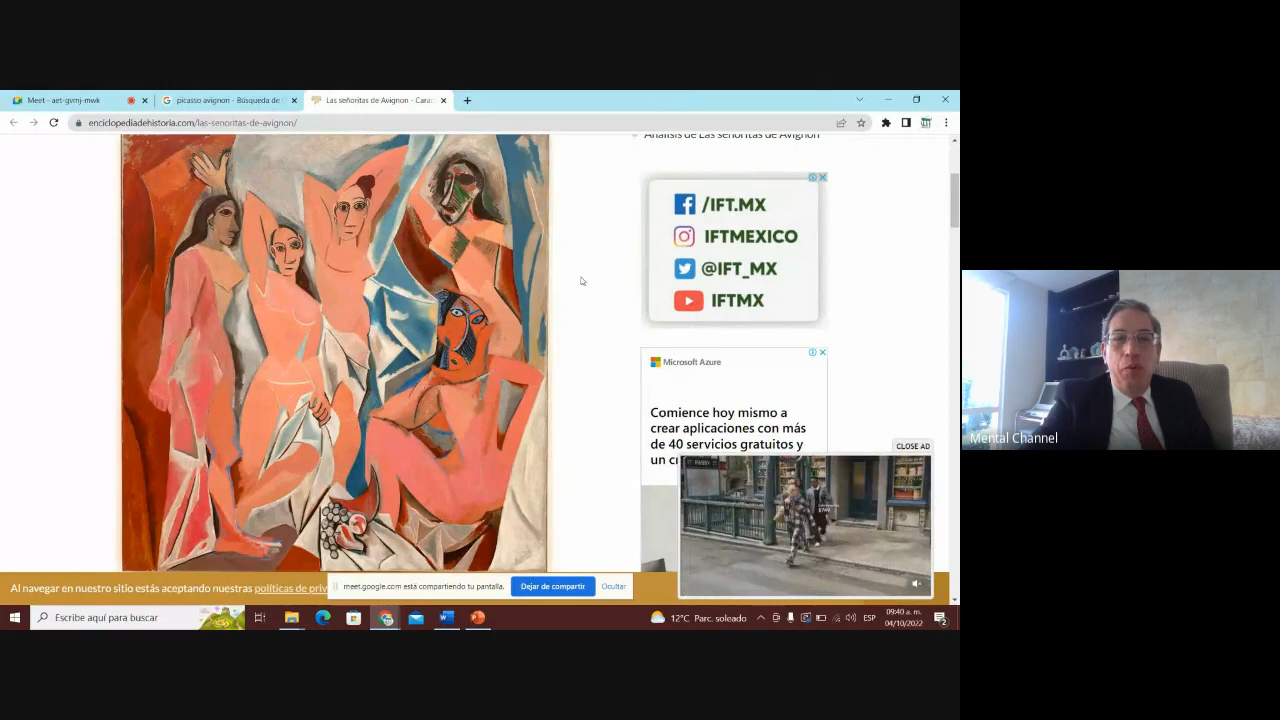 Meet - aet-gvmj-mwk
picasso avignon - Búsqueda de
Las señoritas de Avignon - Cara
enciclopediadehistoria.com/las-senoritas-de-avignon/
Análisis de Las señoritas de Avignon
/IFT.MX
IFTMEXICO
@IFT_MX
IFTMX
Microsoft Azure
Comience hoy mismo a
crear aplicaciones con más
de 40 servicios gratuitos y
un
CLOSE AD
Mental Channel
Al navegar en nuestro sitio estás aceptando nuestras políticas de priv
meet.google.com está compartiendo tu pantalla.
Dejar de compartir
Ocultar
Escribe aquí para buscar
12°C Parc. soleado
ESP
09:40 a. m.
04/10/2022
2